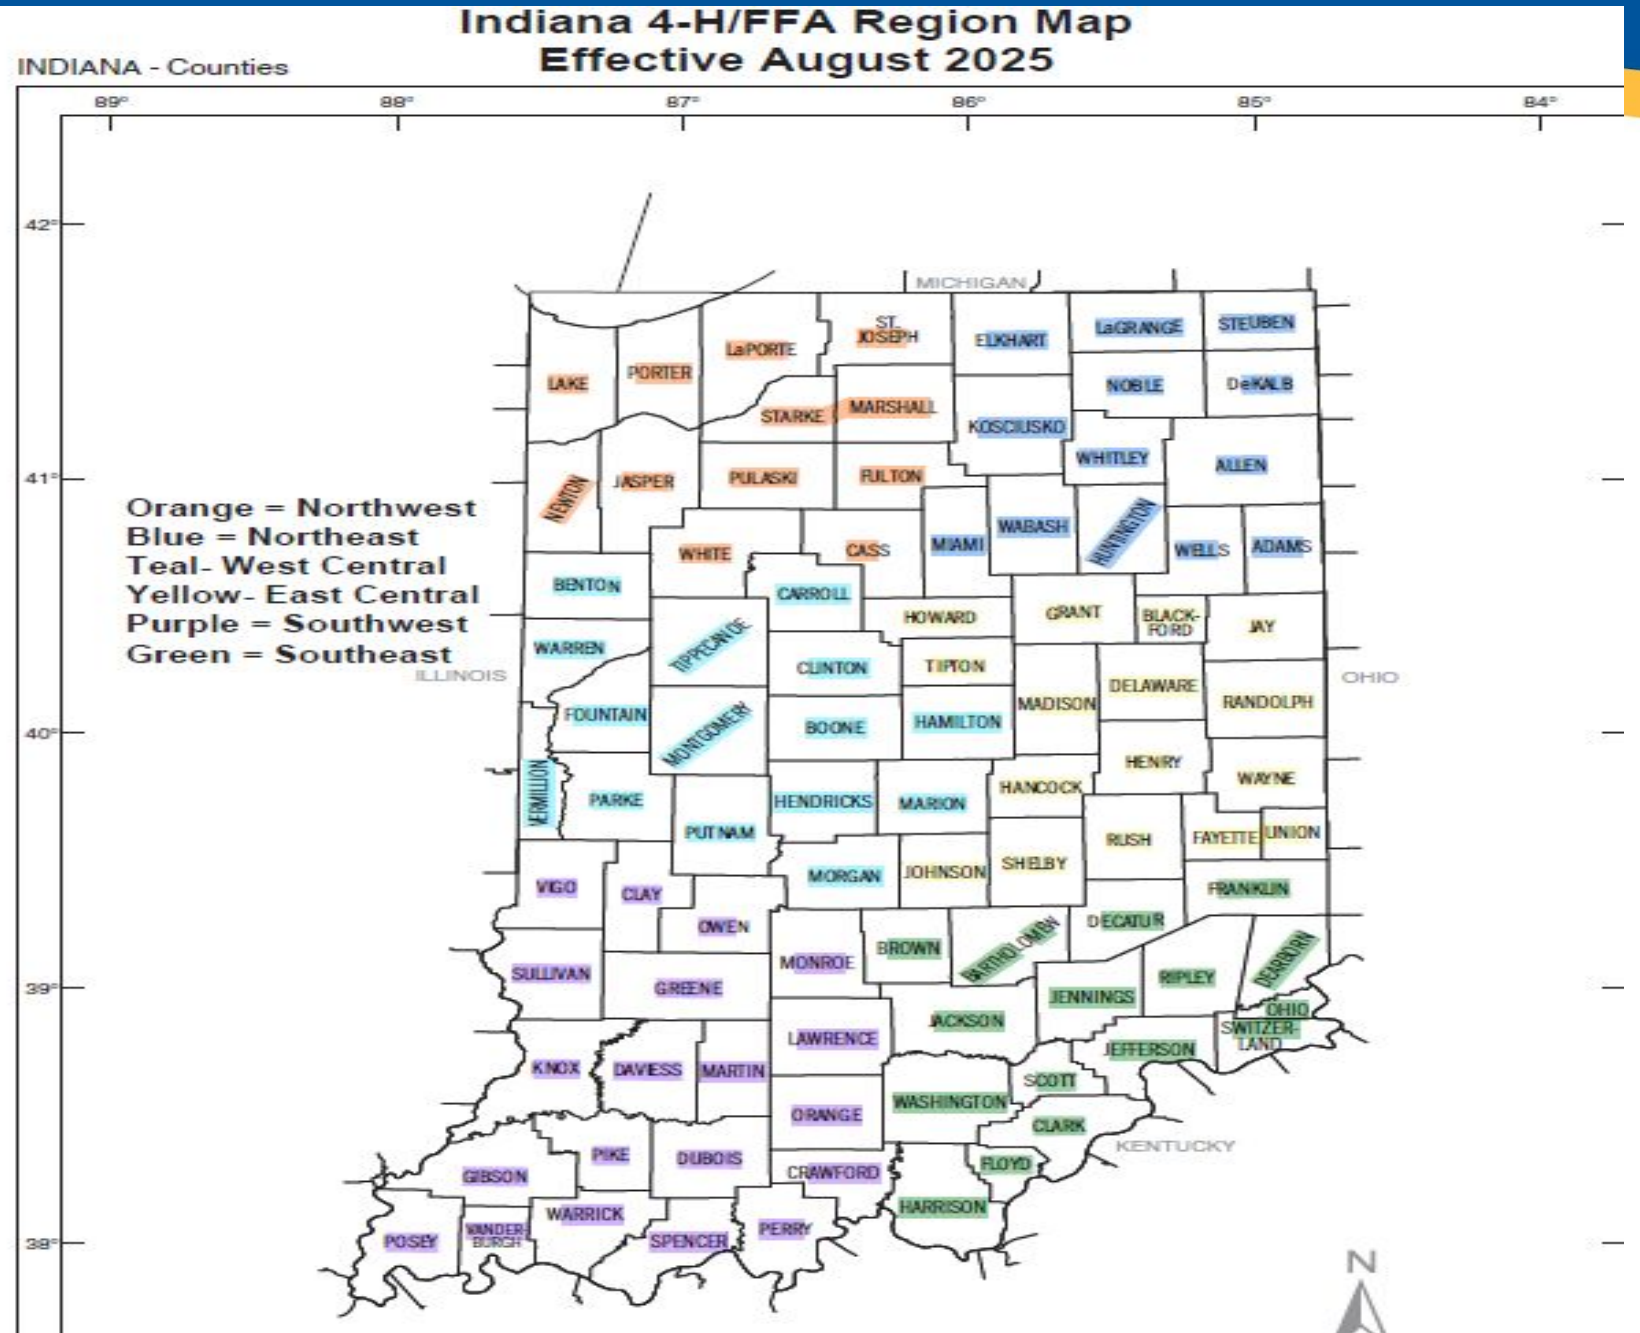 Indiana 4-H/FFA Region Map
Effective August 2025
INDIANA - Counties
89° 88° 87° 86° 85° 84°
42°
41°
40°
39°
38°
MICHIGAN
ILLINOIS
OHIO
KENTUCKY
Orange = Northwest
Blue = Northeast
Teal- West Central
Yellow- East Central
Purple = Southwest
Green = Southeast
LAKE
PORTER
LaPORTE
ST.
JOSEPH
ELKHART
LaGRANGE
STEUBEN
STARKE
MARSHALL
KOSCIUSKO
NOBLE
DeKALB
NEWTON
JASPER
PULASKI
FULTON
WHITLEY
ALLEN
WHITE
CASS
MIAMI
WABASH
HUNTINGTON
WELLS
ADAMS
BENTON
CARROLL
HOWARD
GRANT
BLACK-
FORD
JAY
WARREN
TIPPECANOE
CLINTON
TIPTON
MADISON
DELAWARE
RANDOLPH
FOUNTAIN
MONTGOMERY
BOONE
HAMILTON
HENRY
WAYNE
VERMILLION
PARKE
PUTNAM
HENDRICKS
MARION
HANCOCK
RUSH
FAYETTE
UNION
VIGO
CLAY
OWEN
MORGAN
JOHNSON
SHELBY
DECATUR
FRANKLIN
SULLIVAN
GREENE
MONROE
BROWN
BARTHOLOMEW
JENNINGS
RIPLEY
DEARBORN
OHIO
SWITZER-
LAND
KNOX
DAVIESS
MARTIN
LAWRENCE
JACKSON
JEFFERSON
SCOTT
ORANGE
WASHINGTON
CLARK
GIBSON
PIKE
DUBOIS
CRAWFORD
FLOYD
HARRISON
POSEY
VANDER-
BURGH
WARRICK
SPENCER
PERRY
N